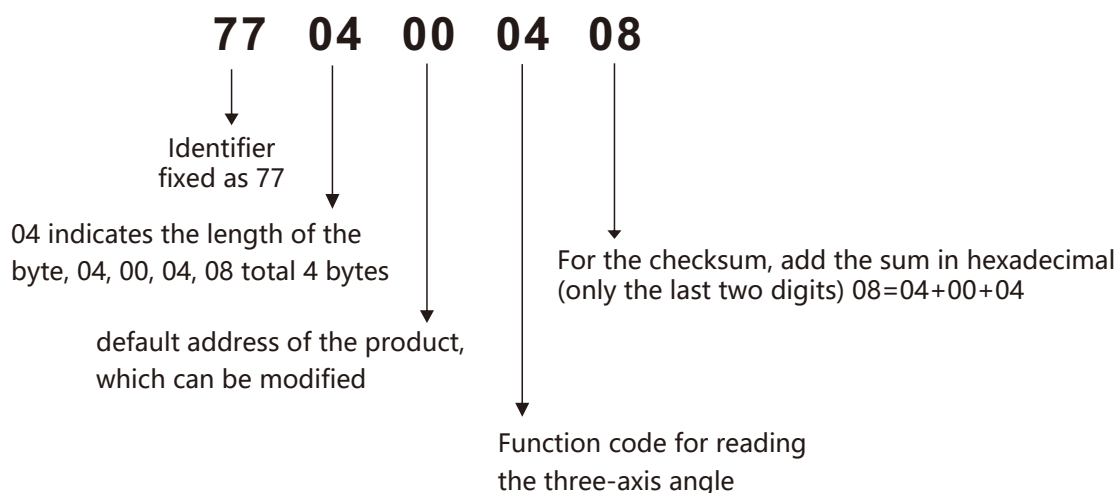 77 04 00 04 08
Identifier
fixed as 77
04 indicates the length of the
byte, 04, 00, 04, 08 total 4 bytes
For the checksum, add the sum in hexadecimal
(only the last two digits) 08=04+00+04
default address of the product,
which can be modified
Function code for reading
the three-axis angle